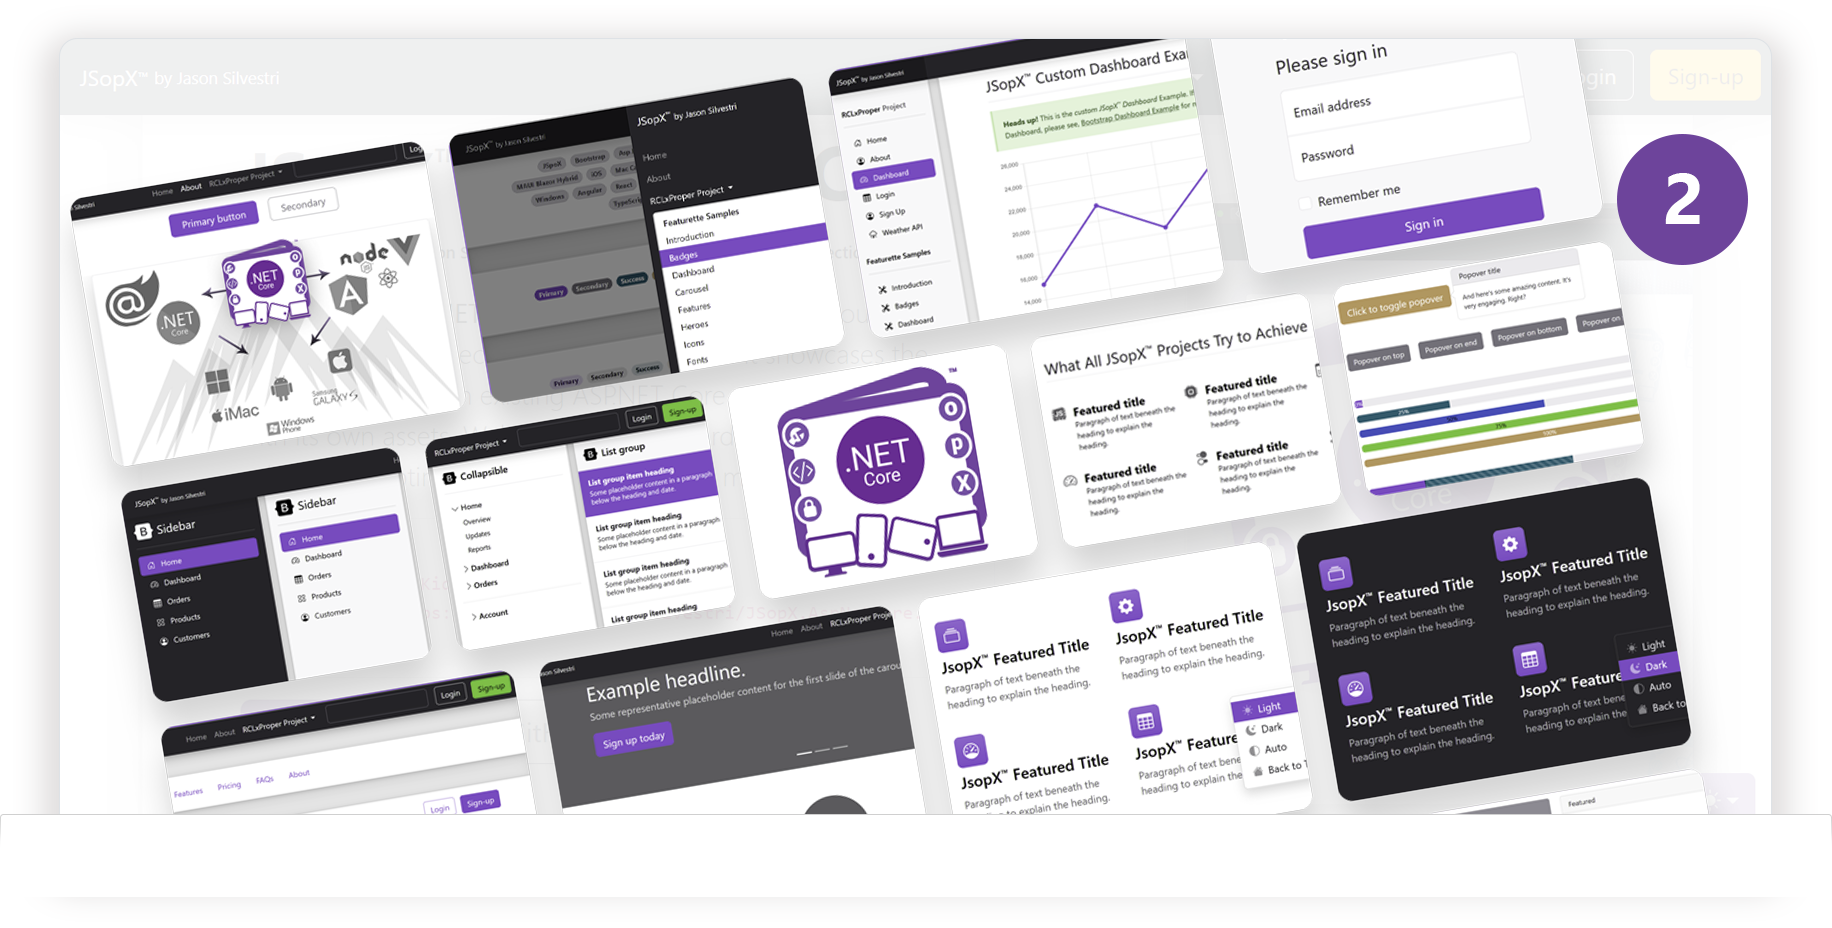 JSopX™ by Jason Silvestri
Sign-up
2
Home About RCLxProper Project
Primary button
Secondary
node
JS
.NET
Core
.NET
Core
iMac
Windows
Phone
Samsung
GALAXY S
JSopX™ by Jason Silvestri
JSopX Bootstrap
MAUI Blazor Hybrid iOS
Windows Angular React
Primary Secondary Success
Primary Secondary Success
JSopX™ by Jason Silvestri
Home
About
RCLxProper Project
Featurette Samples
Introduction
Badges
Dashboard
Carousel
Features
Heroes
Icons
Fonts
JSopX™ by Jason Silvestri
RCLxProper Project
Home
About
Dashboard
Login
Sign Up
Weather API
Featurette Samples
Introduction
Badges
Dashboard
JSopX™ Custom Dashboard Exa
Heads up! This is the custom JSopX™ Dashboard Example. If
Dashboard, please see, Bootstrap Dashboard Example for
26,000
24,000
22,000
20,000
18,000
16,000
14,000
Please sign in
Email address
Password
Remember me
Sign in
Click to toggle popover
Popover title
And here's some amazing content. It's
very engaging. Right?
Popover on top
Popover on end
Popover on bottom
Popover on
25%
50%
75%
100%
What All JSopX™ Projects Try to Achieve
Featured title
Paragraph of text beneath the
heading to explain the
heading.
Featured title
Paragraph of text beneath the
heading to explain the
heading.
Featured title
Paragraph of text beneath the
heading to explain the
heading.
Featured title
Paragraph of text beneath the
heading to explain the
heading.
™
.NET
Core
O
P
X
JSopX™ by Jason Silvestri
Sidebar
Home
Dashboard
Orders
Products
Customers
Sidebar
Home
Dashboard
Orders
Products
Customers
RCLxProper Project
Login
Sign-up
Collapsible
Home
Overview
Updates
Reports
Dashboard
Orders
Account
List group
List group item heading
Some placeholder content in a paragraph
below the heading and date.
List group item heading
Some placeholder content in a paragraph
below the heading and date.
List group item heading
Some placeholder content in a paragraph
below the heading and date.
List group item heading
Home About RCLxProper Project
Login
Sign-up
Features Pricing FAQs About
Login
Sign-up
Home About RCLxProper Project
Example headline.
Some representative placeholder content for the first slide of the carou
Sign up today
JsopX™ Featured Title
Paragraph of text beneath the
heading to explain the heading.
JsopX™ Featured Title
Paragraph of text beneath the
heading to explain the heading.
JsopX™ Featured Title
Paragraph of text beneath the
heading to explain the heading.
JsopX™ Feature
Paragraph of text bene
heading to explain the
Light
Dark
Auto
Back to T
JsopX™ Featured Title
Paragraph of text beneath the
heading to explain the heading.
JsopX™ Featured Title
Paragraph of text beneath the
heading to explain the heading.
JsopX™ Featured Title
Paragraph of text beneath the
heading to explain the heading.
JsopX™ Feature
Paragraph of text bene
heading to explain the
Light
Dark
Auto
Back to
Featured